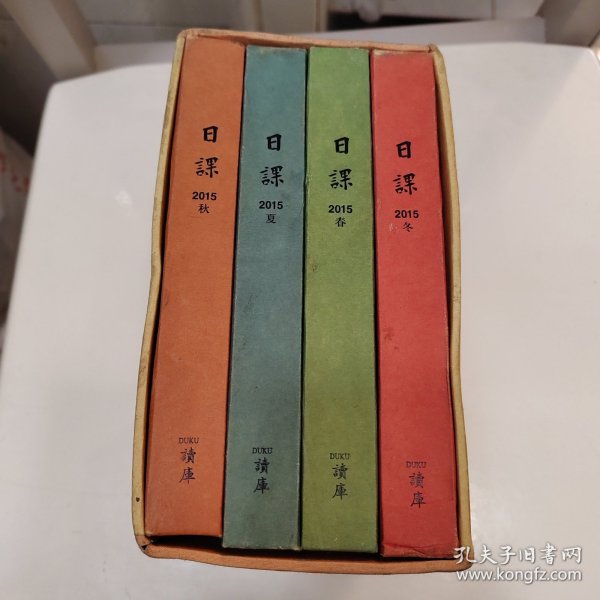 日課
2015
秋
DUKU
讀庫
日課
2015
夏
DUKU
讀庫
日課
2015
春
DUKU
讀庫
日課
2015
冬
DUKU
讀庫
孔夫子旧书网
www.kongfz.com